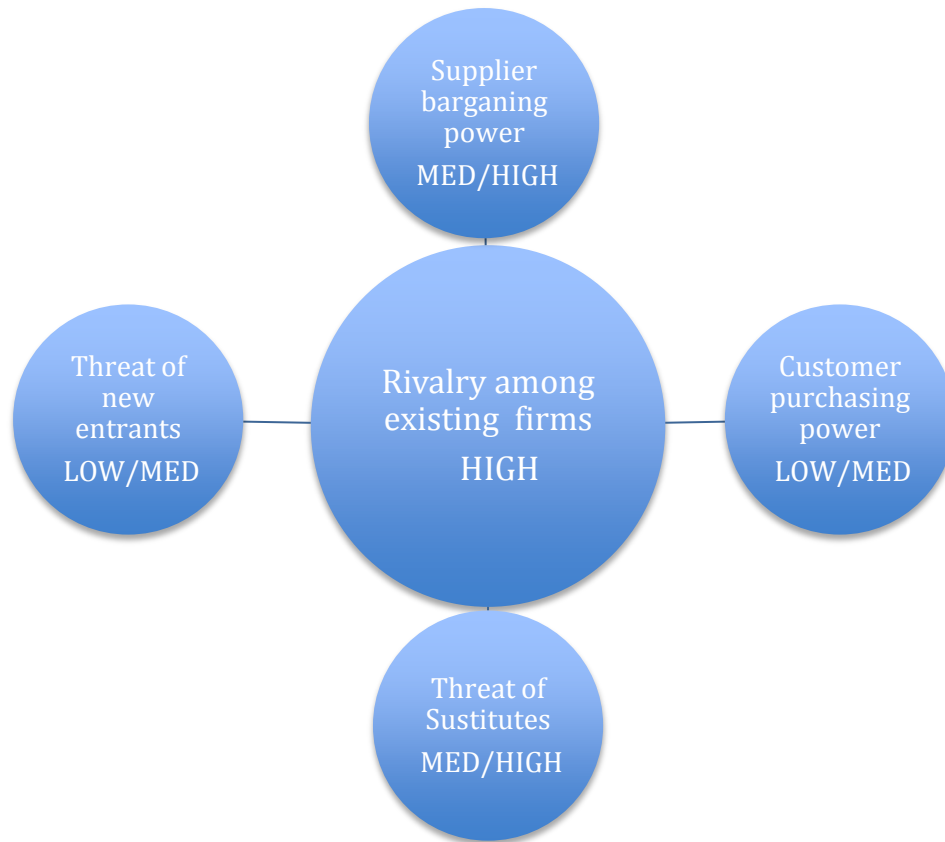 Supplier
barganing
power
MED/HIGH
Threat of
new
entrants
LOW/MED
Rivalry among
existing firms
HIGH
Customer
purchasing
power
LOW/MED
Threat of
Sustitutes
MED/HIGH